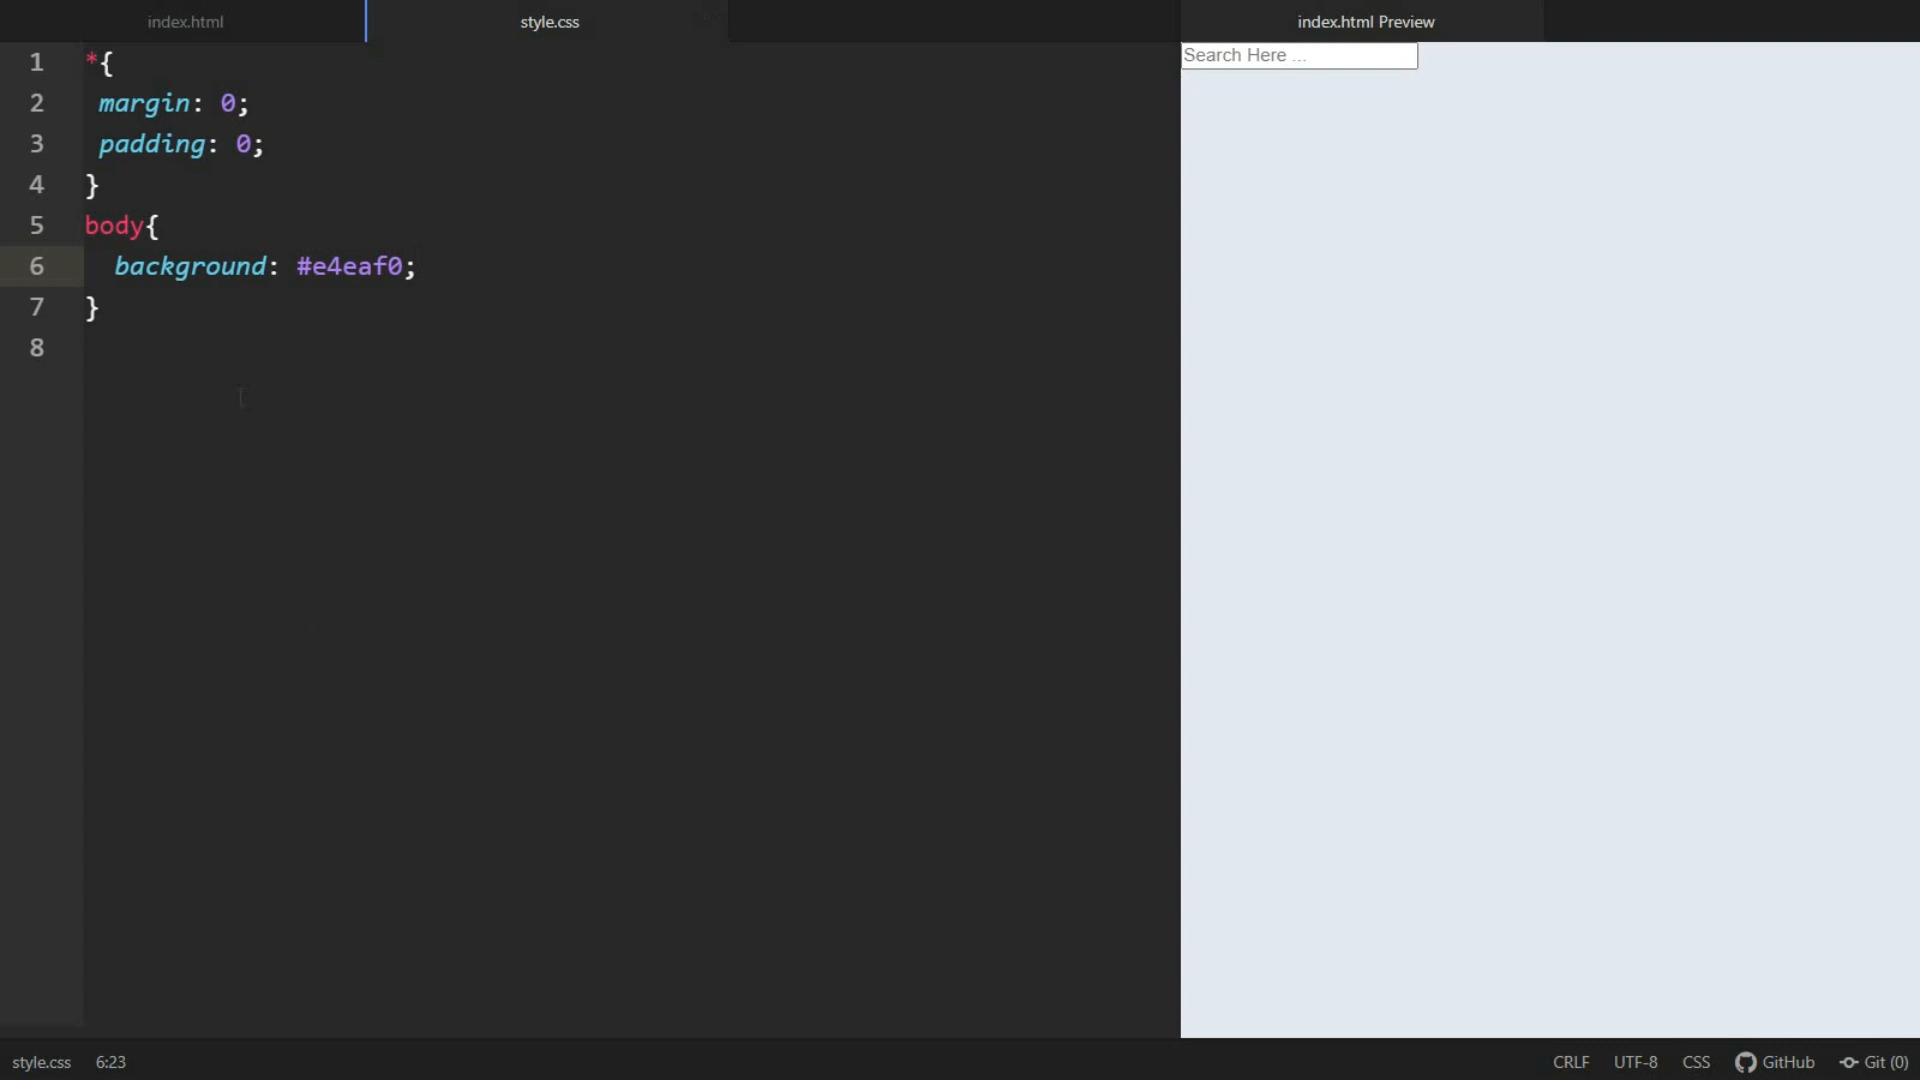 index.html
style.css
index.html Preview
1 *{
2 margin: 0;
3 padding: 0;
4 }
5 body{
6 background: #e4eaf0;
7 }
8
Search Here ...
style.css 6:23
CRLF UTF-8 CSS GitHub Git (0)